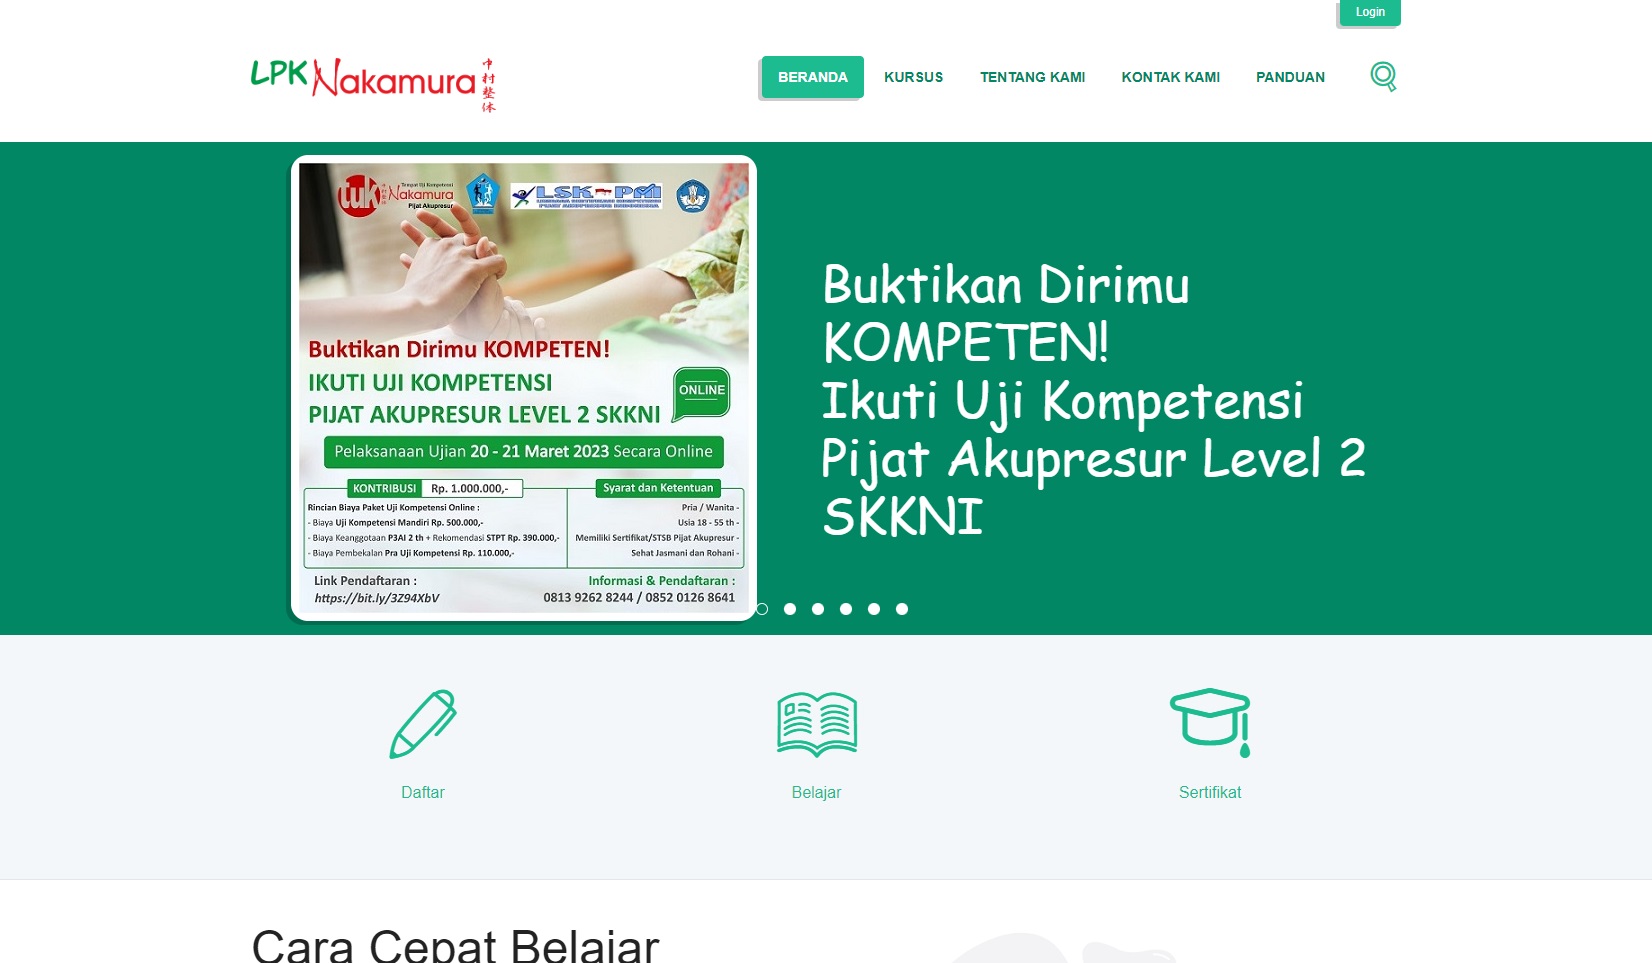 Login
LPK Nakamura
中村整体
BERANDA
KURSUS
TENTANG KAMI
KONTAK KAMI
PANDUAN
tuk
Tempat Uji Kompetensi
Nakamura
Pijat Akupresur
LSK-PMI
Buktikan Dirimu KOMPETEN!
IKUTI UJI KOMPETENSI
PIJAT AKUPRESUR LEVEL 2 SKKNI
ONLINE
Pelaksanaan Ujian 20 - 21 Maret 2023 Secara Online
KONTRIBUSI Rp. 1.000.000,-
Rincian Biaya Paket Uji Kompetensi Online :
- Biaya Uji Kompetensi Mandiri Rp. 500.000,-
- Biaya Keanggotaan P3AI 2 th + Rekomendasi STPT Rp. 390.000,-
- Biaya Pembekalan Pra Uji Kompetensi Rp. 110.000,-
Syarat dan Ketentuan
Pria / Wanita -
Usia 18 - 55 th -
Memiliki Sertifikat/STSB Pijat Akupresur -
Sehat Jasmani dan Rohani -
Link Pendaftaran :
https://bit.ly/3Z94XbV
Informasi & Pendaftaran :
0813 9262 8244 / 0852 0126 8641
Buktikan Dirimu
KOMPETEN!
Ikuti Uji Kompetensi
Pijat Akupresur Level 2
SKKNI
Daftar
Belajar
Sertifikat
Cara Cepat Belajar